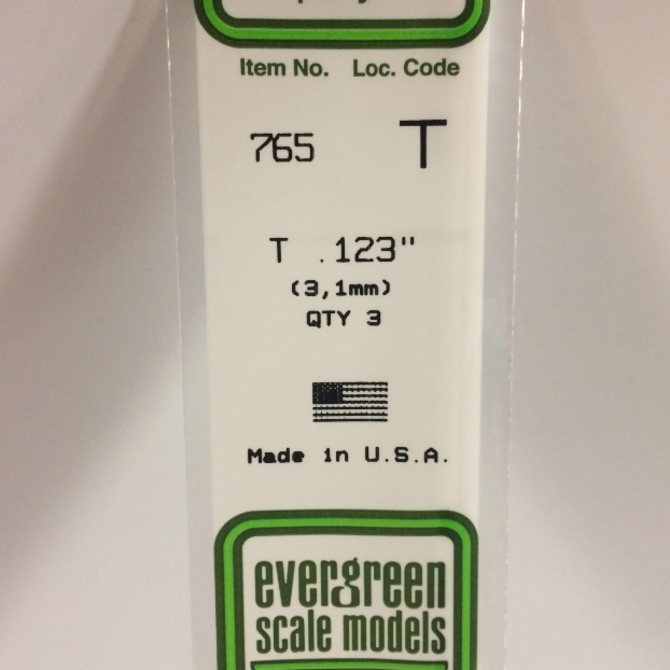 Item No. Loc. Code
765 T
T .123"
(3,1mm)
QTY 3
Made in U.S.A.
evergreen
scale models